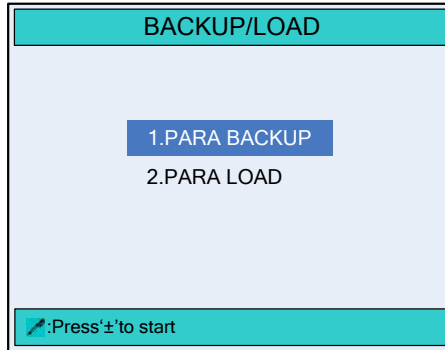 BACKUP/LOAD
1.PARA BACKUP
2.PARA LOAD
:Press‘±’to start